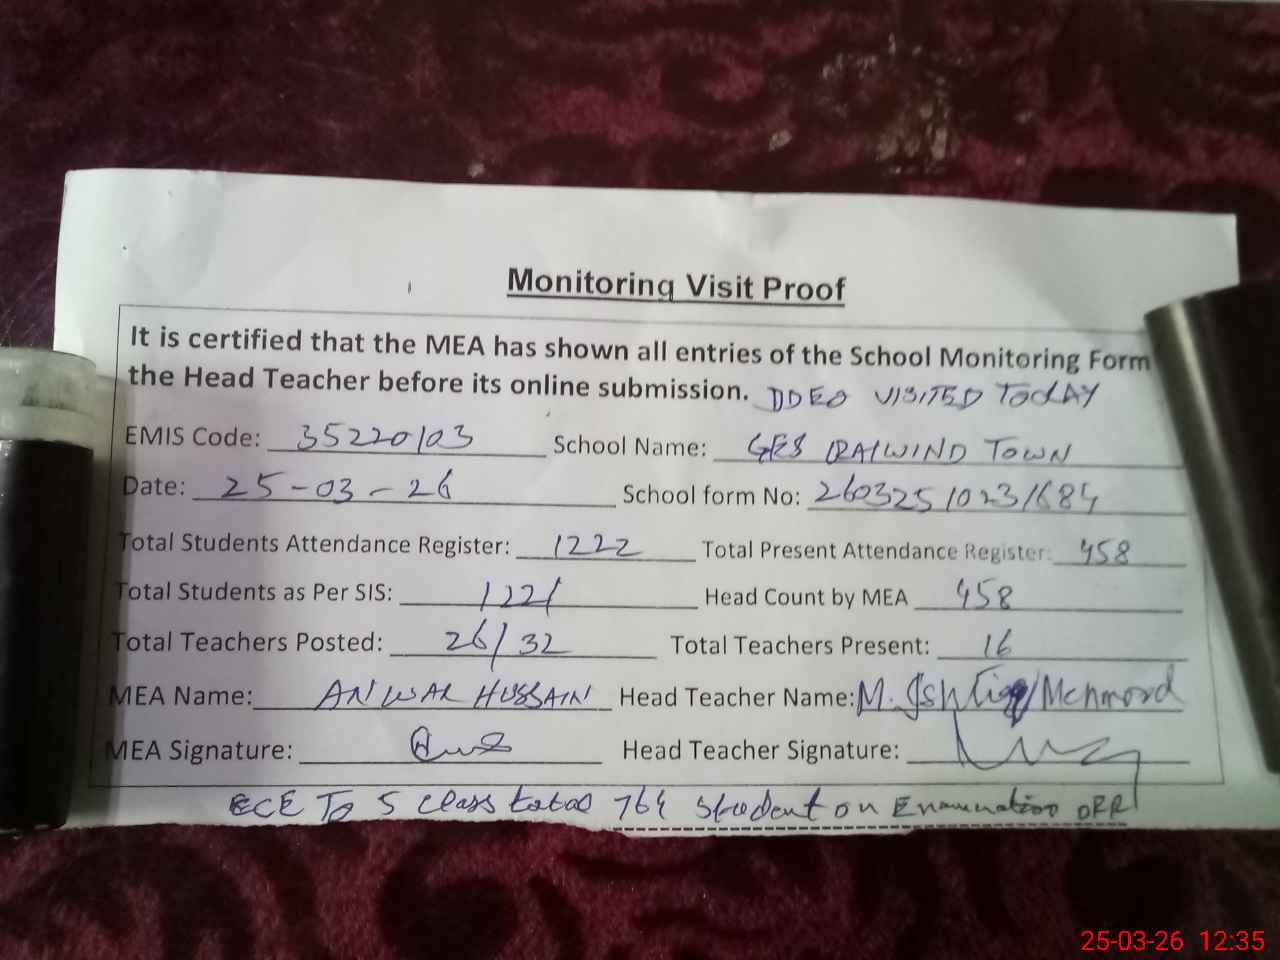 Monitoring Visit Proof
It is certified that the MEA has shown all entries of the School Monitoring Form
the Head Teacher before its online submission. DDEO VISITED TODAY
EMIS Code: 35220103 School Name: GES RAIWIND TOWN
Date: 25-03-26 School form No:
Total Students Attendance Register: 1222 Total Present Attendance Register: 458
Total Students as Per SIS: 1221 Head Count by MEA 458
Total Teachers Posted: 26/32 Total Teachers Present: 16
MEA Name: ANWAR HUSSAIN Head Teacher Name: M. Ishtiaq
MEA Signature: Head Teacher Signature:
ECE To 5 class total 764 student on Examination OFF
25-03-26 12:35